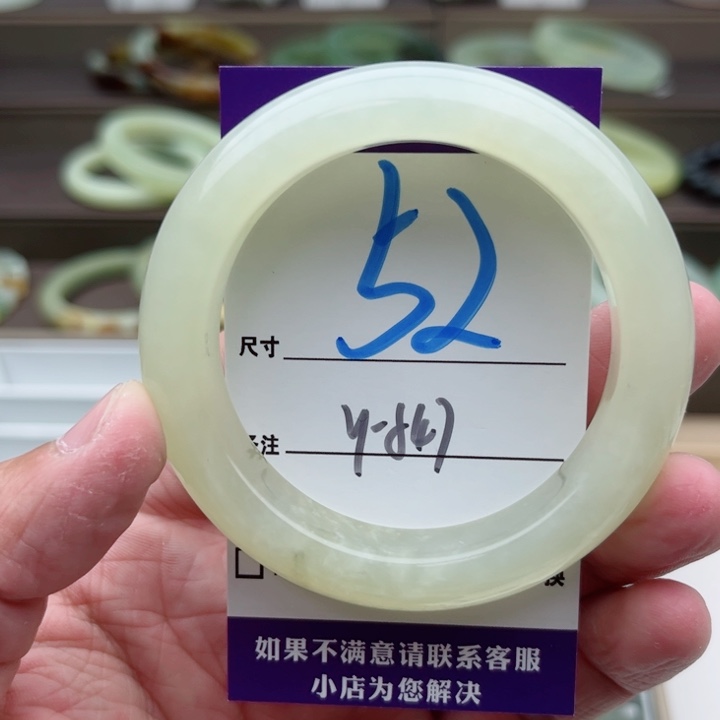 尺寸 52
备注
如果不满意请联系客服
小店为您解决